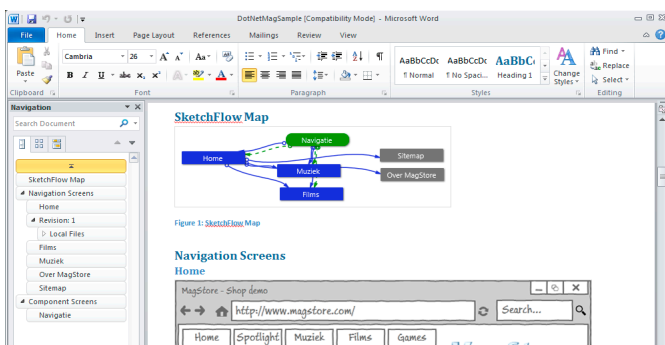 DotNetMagSample [Compatibility Mode] - Microsoft Word
File Home Insert Page Layout References Mailings Review View
Cambria 26 A A Aa
Paste
B I U abc x, x² A A
¶
AaBbCcDc AaBbCcDc AaBbC
¶ Normal ¶ No Spaci... Heading 1
Change Styles
Find
Replace
Select
Clipboard Font Paragraph Styles Editing
Navigation
Search Document
SketchFlow Map
Navigation Screens
Home
Revision: 1
Local Files
Films
Muziek
Over MagStore
Sitemap
Component Screens
Navigatie
SketchFlow Map
Navigatie
Home
Sitemap
Muziek
Over MagStore
Films
Figure 1: SketchFlow Map
Navigation Screens
Home
MagStore - Shop demo
http://www.magstore.com/
Search...
Home Spotlight Muziek Films Games